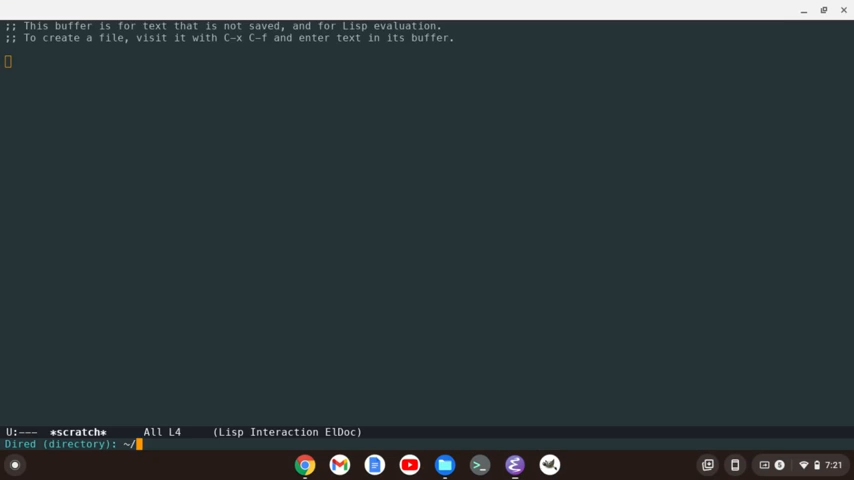 ;; This buffer is for text that is not saved, and for Lisp evaluation.
;; To create a file, visit it with C-x C-f and enter text in its buffer.
U:--- *scratch* All L4 (Lisp Interaction ElDoc)
Dired (directory): ~/
>_
5 7:21